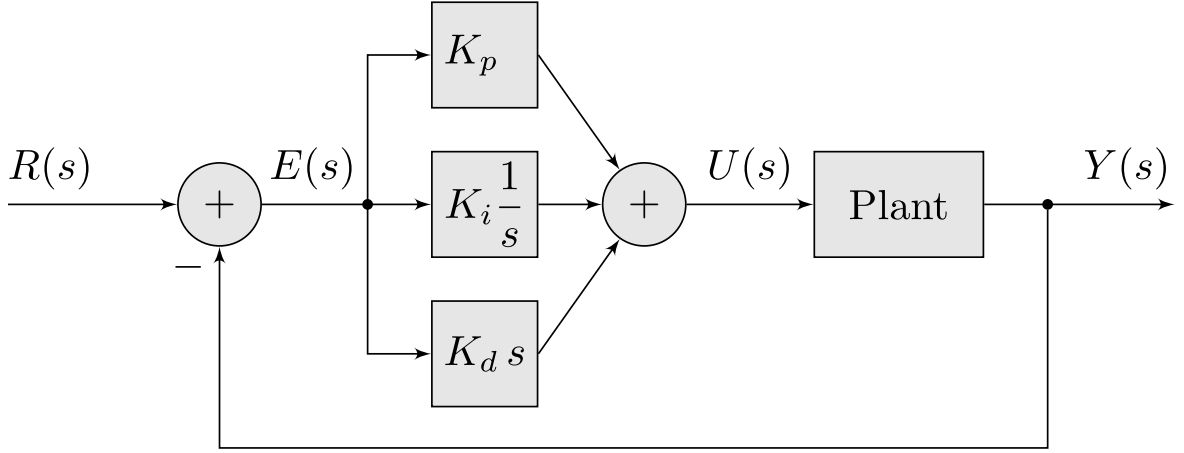 K_p
R(s)
+
−
E(s)
K_i 1/s
+
U(s)
Plant
Y(s)
K_d s